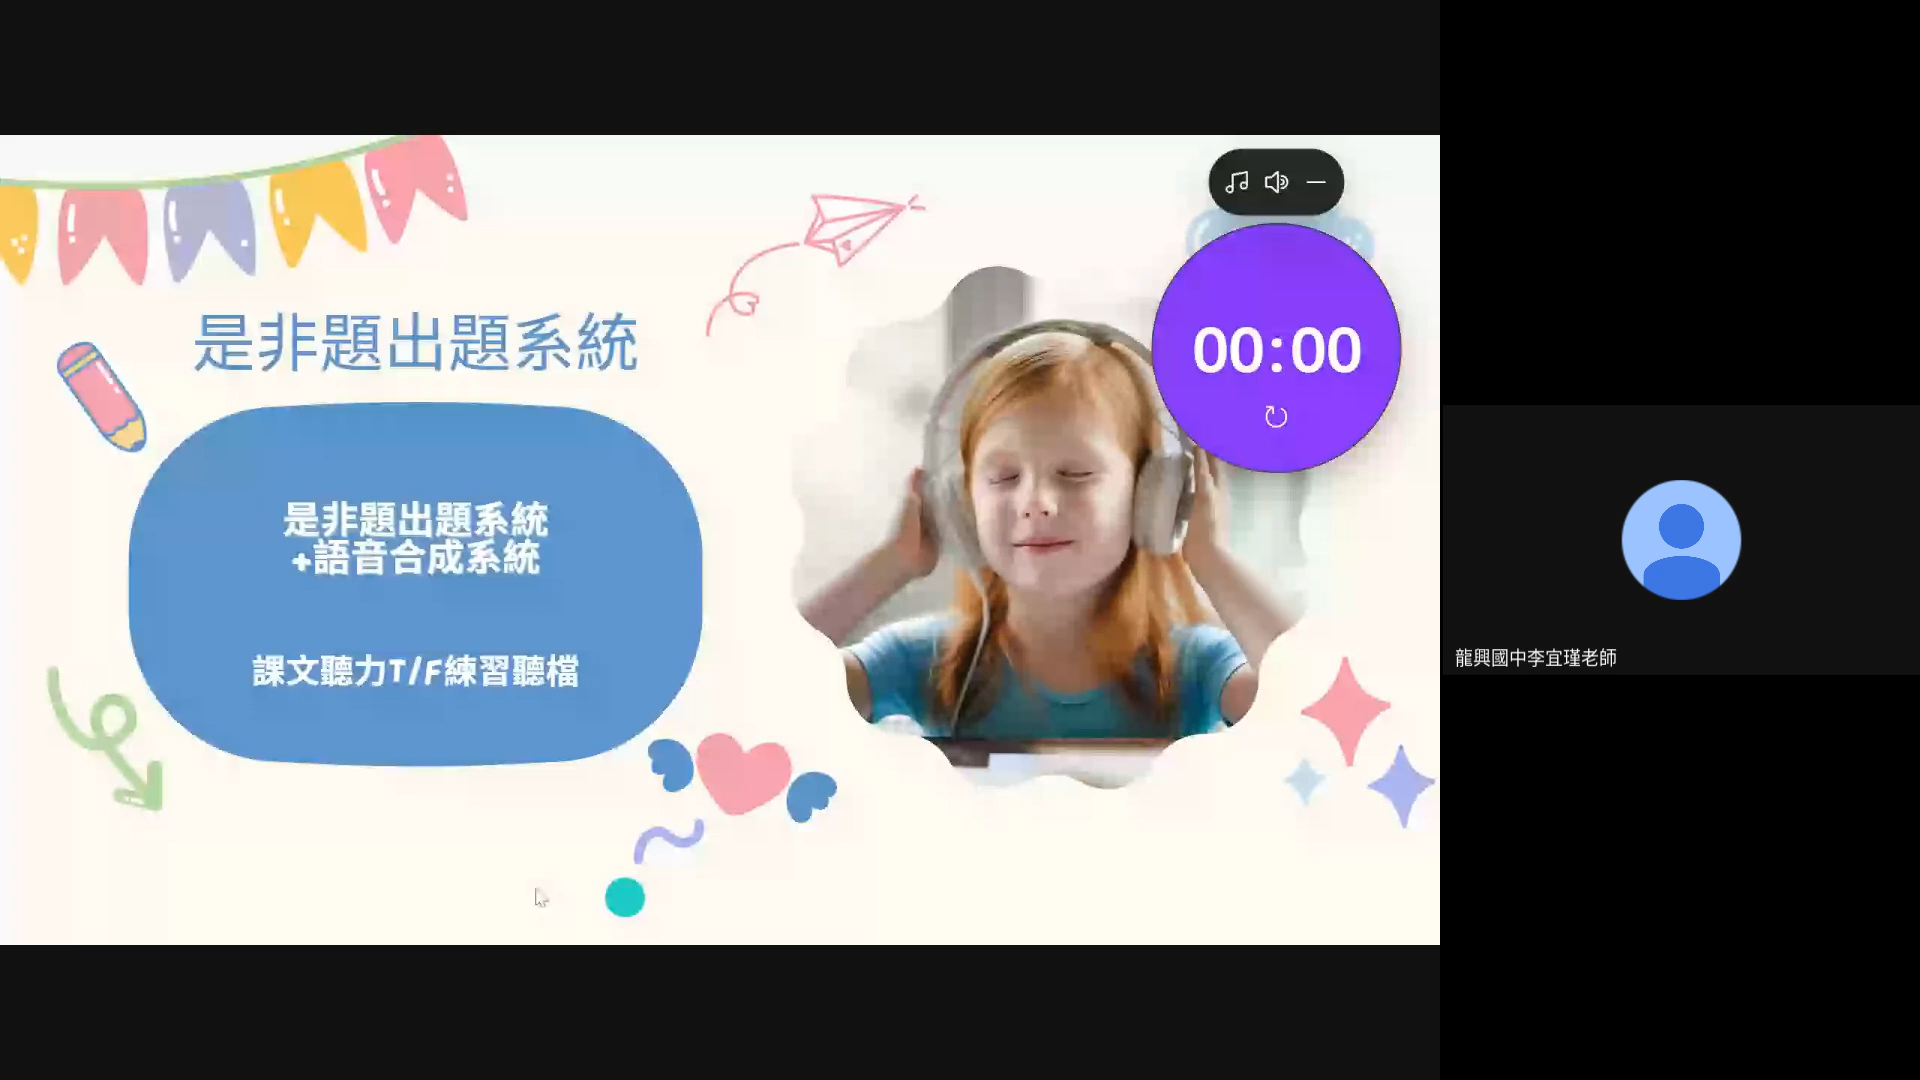 是非題出題系統
00:00
是非題出題系統
+語音合成系統
課文聽力T/F練習聽檔
龍興國中李宜瑾老師